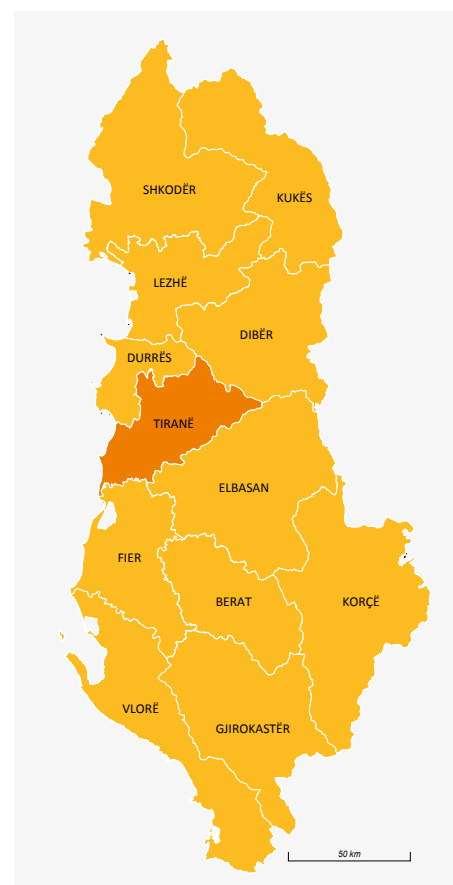 SHKODËR
KUKËS
LEZHË
DIBËR
DURRËS
TIRANË
ELBASAN
FIER
BERAT
KORÇË
VLORË
GJIROKASTËR
50 km